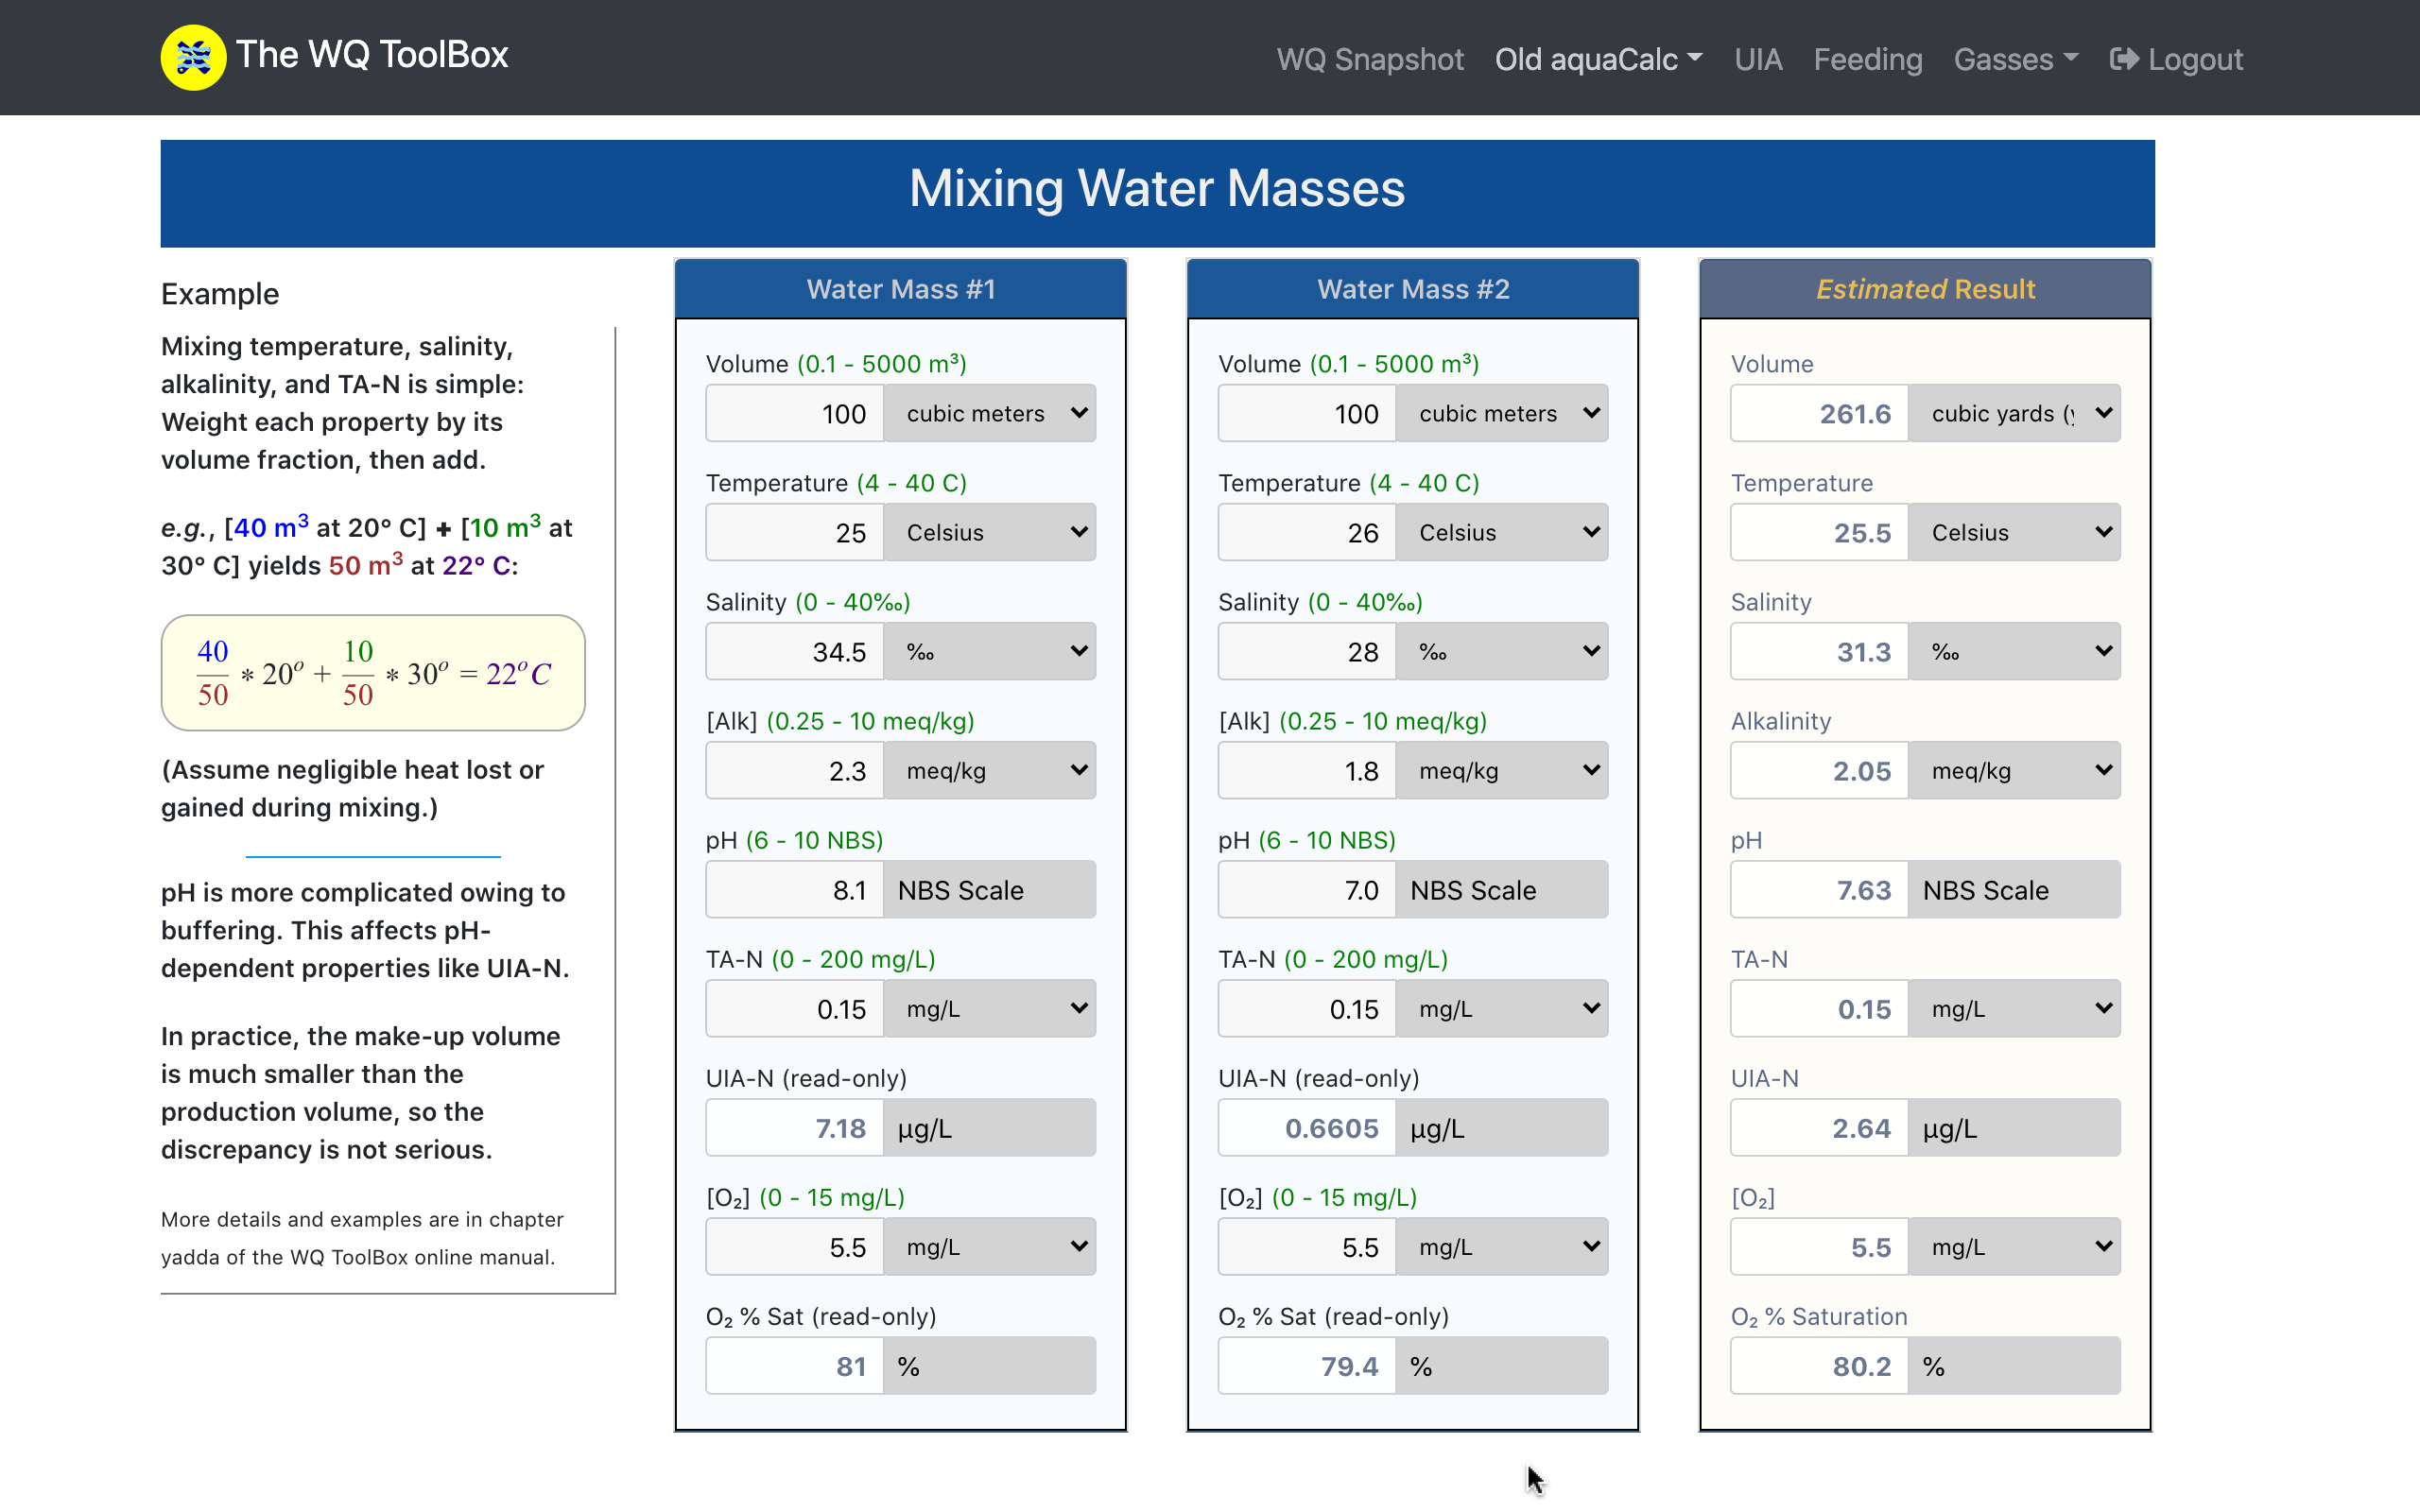 The WQ ToolBox
WQ Snapshot
Old aquaCalc
UIA
Feeding
Gasses
Logout
Mixing Water Masses
Example
Mixing temperature, salinity,
alkalinity, and TA-N is simple:
Weight each property by its
volume fraction, then add.
e.g., [40 m³ at 20° C] + [10 m³ at
30° C] yields 50 m³ at 22° C:
40/50 * 20° + 10/50 * 30° = 22°C
(Assume negligible heat lost or
gained during mixing.)
pH is more complicated owing to
buffering. This affects pH-
dependent properties like UIA-N.
In practice, the make-up volume
is much smaller than the
production volume, so the
discrepancy is not serious.
More details and examples are in chapter
yadda of the WQ ToolBox online manual.
Water Mass #1
Volume (0.1 - 5000 m³)
100 cubic meters
Temperature (4 - 40 C)
25 Celsius
Salinity (0 - 40‰)
34.5 ‰
[Alk] (0.25 - 10 meq/kg)
2.3 meq/kg
pH (6 - 10 NBS)
8.1 NBS Scale
TA-N (0 - 200 mg/L)
0.15 mg/L
UIA-N (read-only)
7.18 µg/L
[O₂] (0 - 15 mg/L)
5.5 mg/L
O₂ % Sat (read-only)
81 %
Water Mass #2
Volume (0.1 - 5000 m³)
100 cubic meters
Temperature (4 - 40 C)
26 Celsius
Salinity (0 - 40‰)
28 ‰
[Alk] (0.25 - 10 meq/kg)
1.8 meq/kg
pH (6 - 10 NBS)
7.0 NBS Scale
TA-N (0 - 200 mg/L)
0.15 mg/L
UIA-N (read-only)
0.6605 µg/L
[O₂] (0 - 15 mg/L)
5.5 mg/L
O₂ % Sat (read-only)
79.4 %
Estimated Result
Volume
261.6 cubic yards (y
Temperature
25.5 Celsius
Salinity
31.3 ‰
Alkalinity
2.05 meq/kg
pH
7.63 NBS Scale
TA-N
0.15 mg/L
UIA-N
2.64 µg/L
[O₂]
5.5 mg/L
O₂ % Saturation
80.2 %